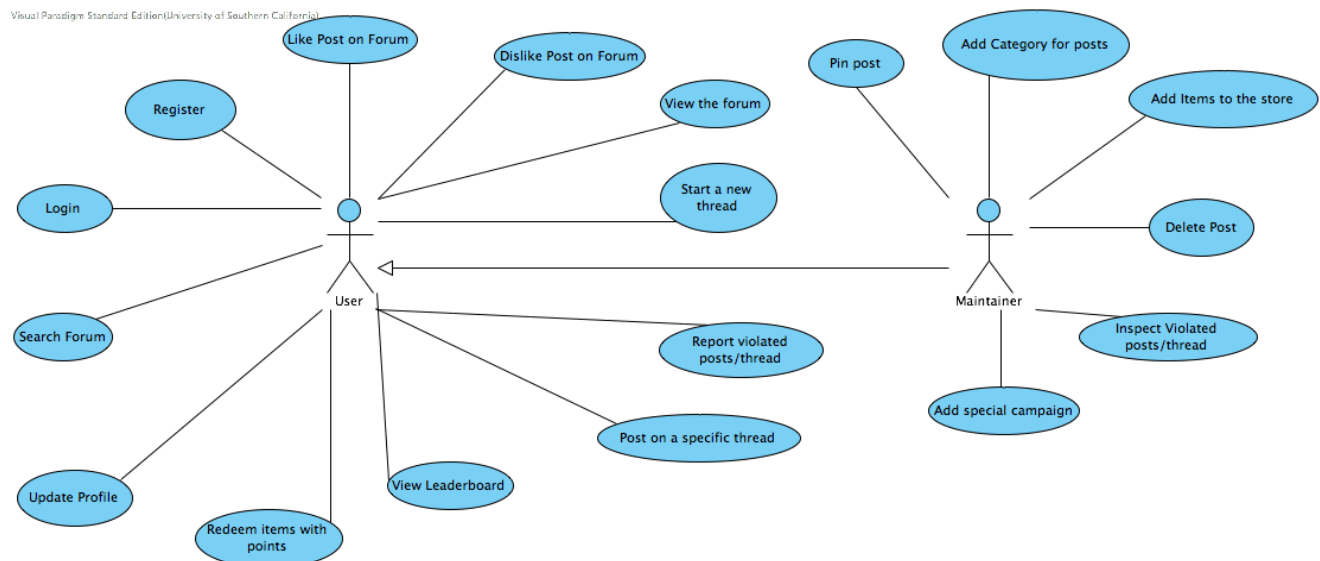 Visual Paradigm Standard Edition(University of Southern California)
Like Post on Forum
Dislike Post on Forum
Register
View the forum
Login
Start a new
thread
User
Search Forum
Report violated
posts/thread
Post on a specific thread
View Leaderboard
Update Profile
Redeem items with
points
Pin post
Add Category for posts
Add Items to the store
Delete Post
Maintainer
Inspect Violated
posts/thread
Add special campaign